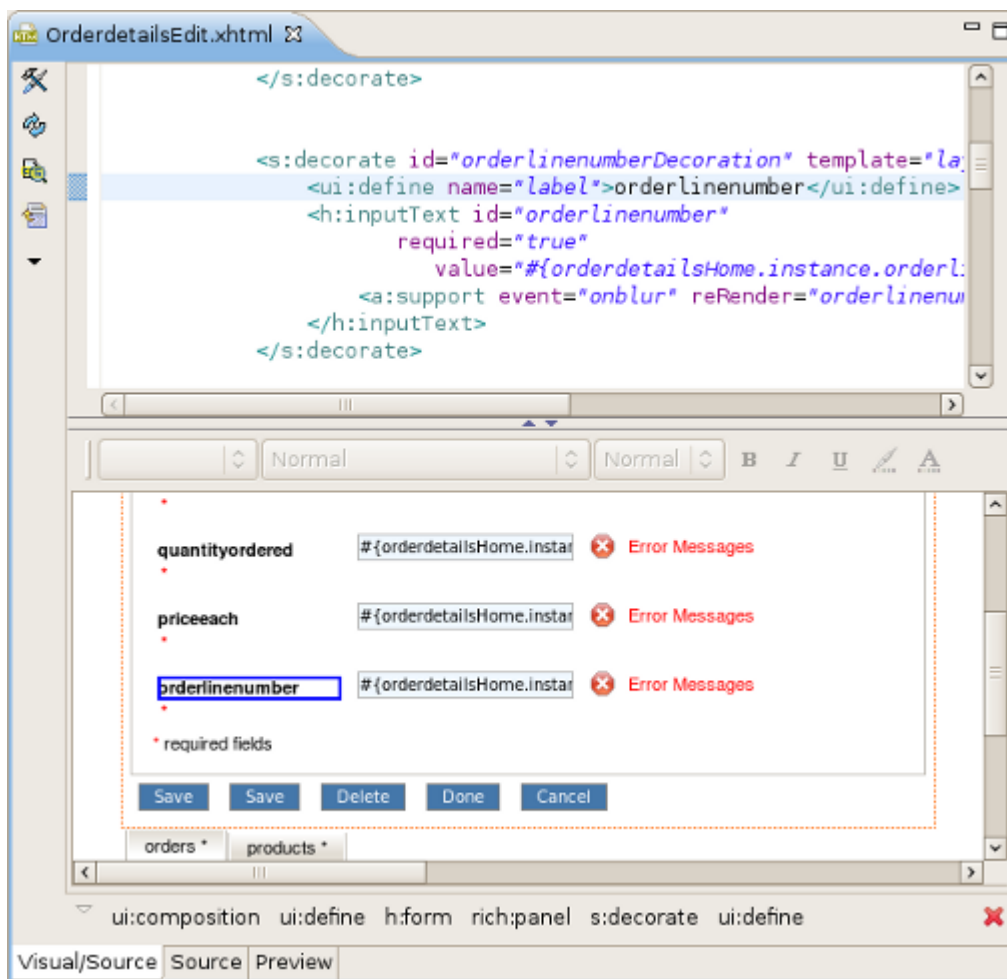 OrderdetailsEdit.xhtml
</s:decorate>
<s:decorate id="orderlinenumberDecoration" template="la
<ui:define name="label">orderlinenumber</ui:define>
<h:inputText id="orderlinenumber"
required="true"
value="#{orderdetailsHome.instance.orderl
<a:support event="onblur" reRender="orderlinenu
</h:inputText>
</s:decorate>
Normal Normal B I U A
*
quantityordered #{orderdetailsHome.instar Error Messages
*
priceeach #{orderdetailsHome.instar Error Messages
*
orderlinenumber #{orderdetailsHome.instar Error Messages
*
* required fields
Save Save Delete Done Cancel
orders * products *
ui:composition ui:define h:form rich:panel s:decorate ui:define
Visual/Source Source Preview